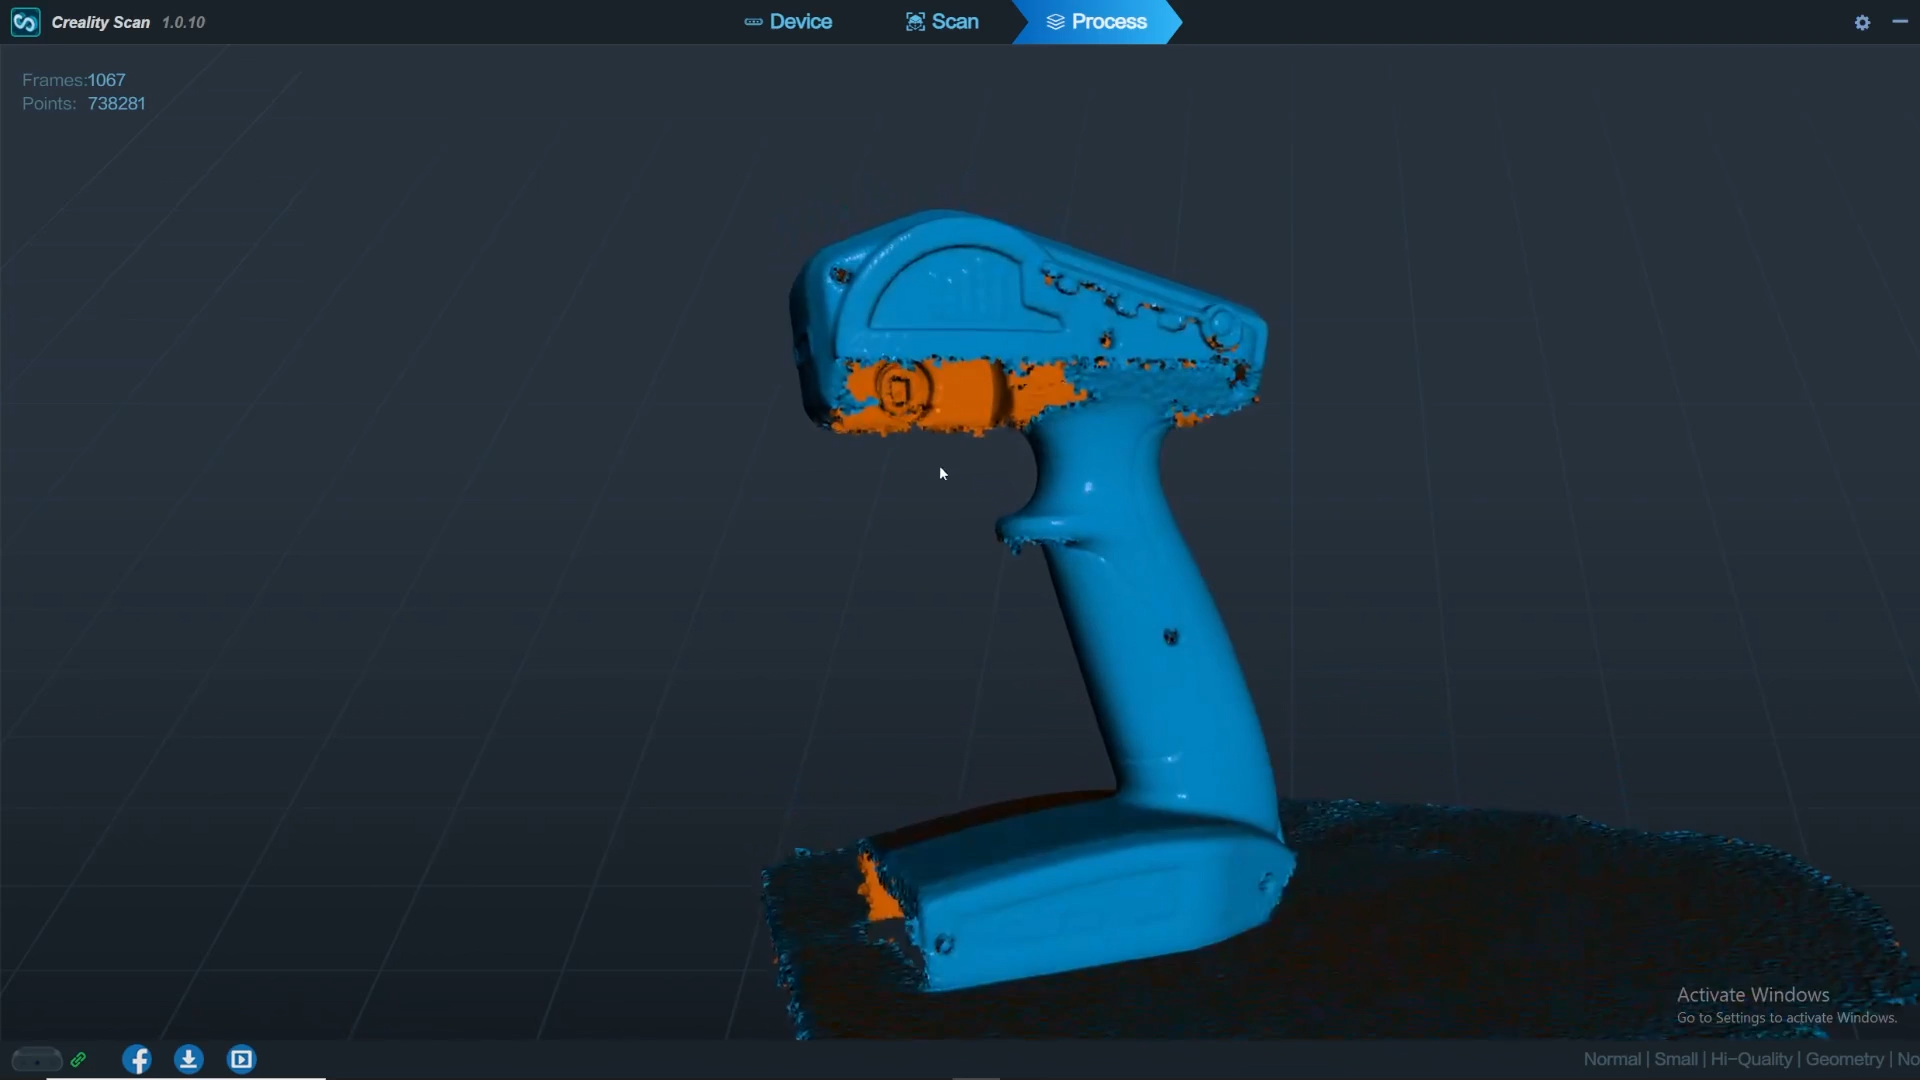 Creality Scan 1.0.10
Device
Scan
Process
Frames:1067
Points: 738281
Activate Windows
Go to Settings to activate Windows.
Normal | Small | Hi-Quality | Geometry | No